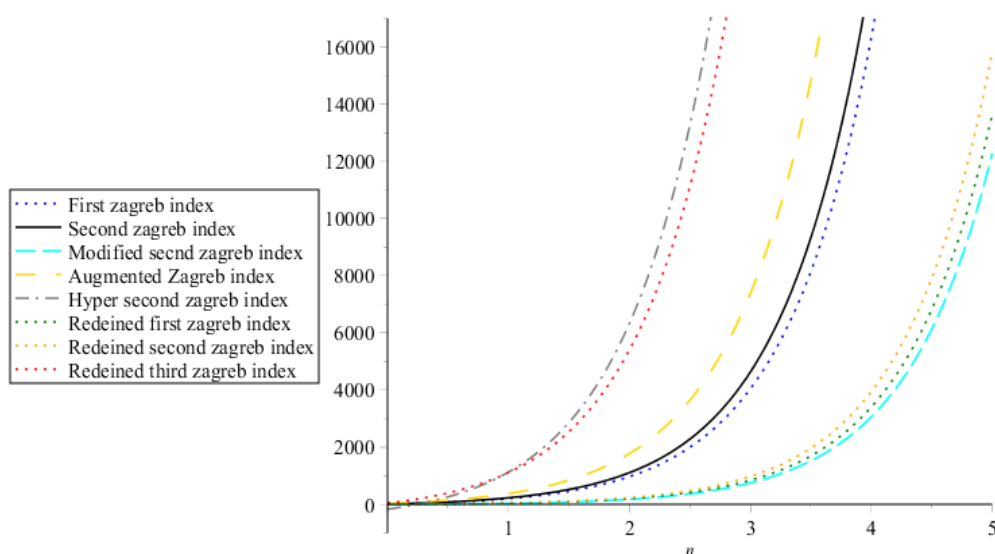 16000
14000
12000
10000
8000
6000
4000
2000
0
First zagreb index
Second zagreb index
Modified secnd zagreb index
Augmented Zagreb index
Hyper second zagreb index
Redeined first zagreb index
Redeined second zagreb index
Redeined third zagreb index
1 2 3 4 5
n